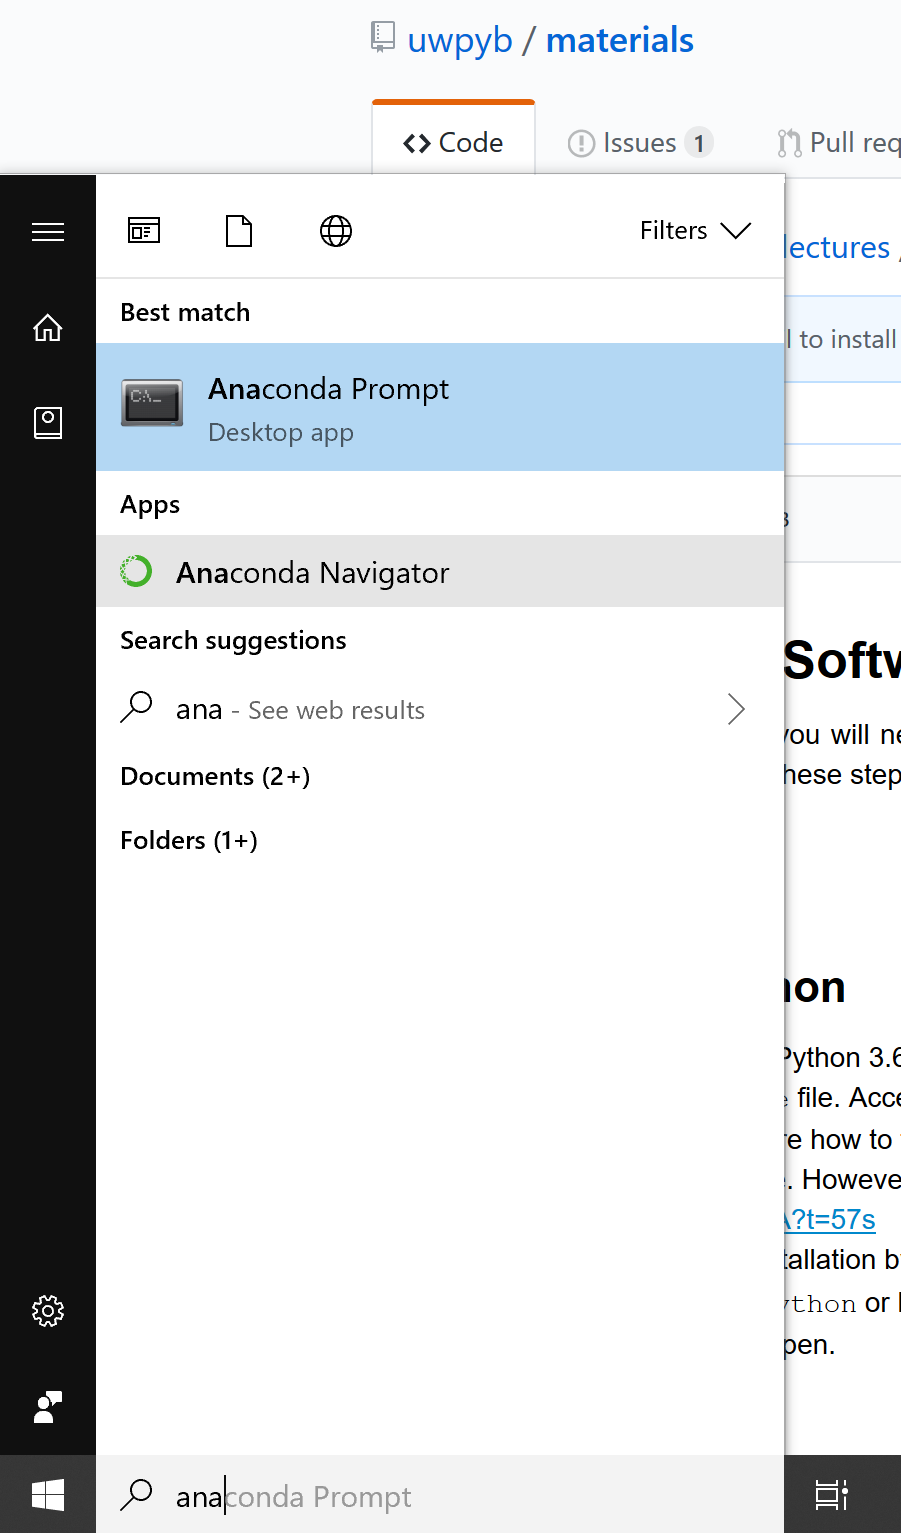 uwpyb / materials
Code
Issues 1
Pull req
Filters
lectures /
Best match
l to install
Anaconda Prompt
Desktop app
Apps
Anaconda Navigator
Search suggestions
Softw
ana - See web results
you will ne
hese step
Documents (2+)
Folders (1+)
on
Python 3.6
file. Acce
re how to
. Howeve
A?t=57s
tallation b
ython or
pen.
anaconda Prompt
C:\_